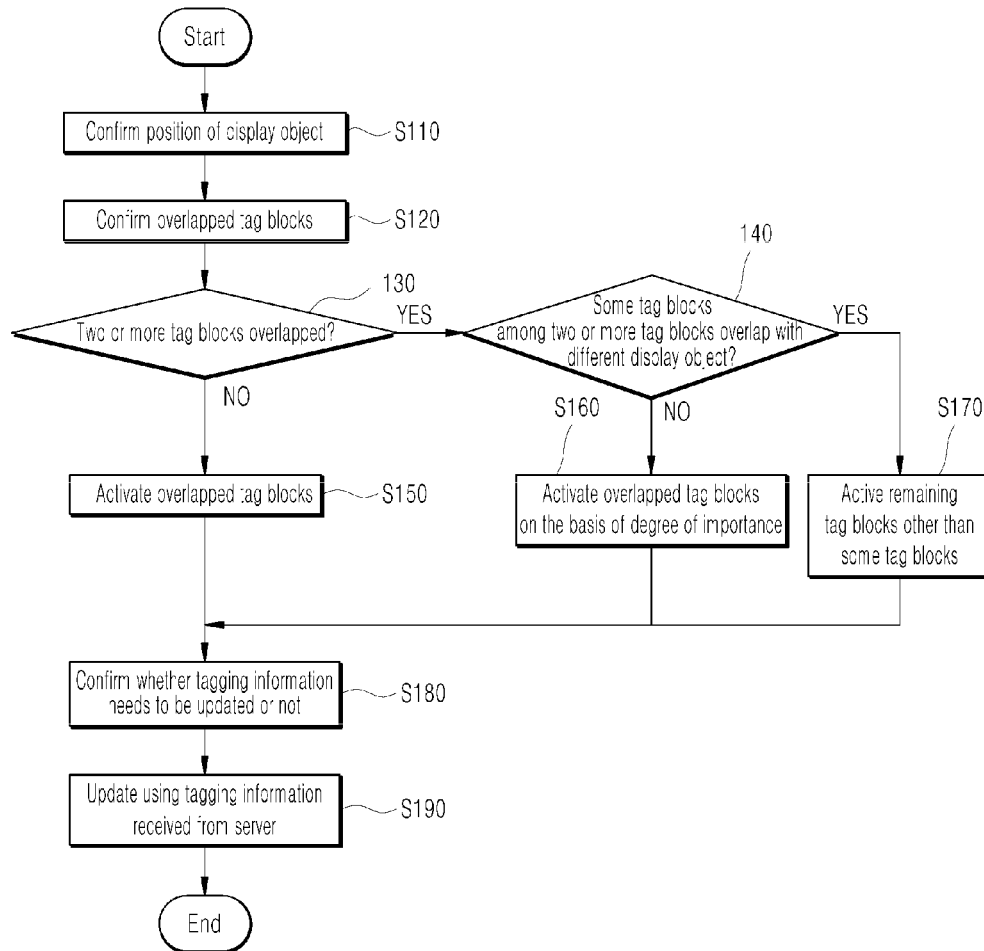 Start
Confirm position of display object
S110
Confirm overlapped tag blocks
S120
130
Two or more tag blocks overlapped?
YES
NO
140
Some tag blocks
among two or more tag blocks overlap with
different display object?
YES
NO
Activate overlapped tag blocks
S150
S160
Activate overlapped tag blocks
on the basis of degree of importance
S170
Active remaining
tag blocks other than
some tag blocks
Confirm whether tagging information
needs to be updated or not
S180
Update using tagging information
received from server
S190
End